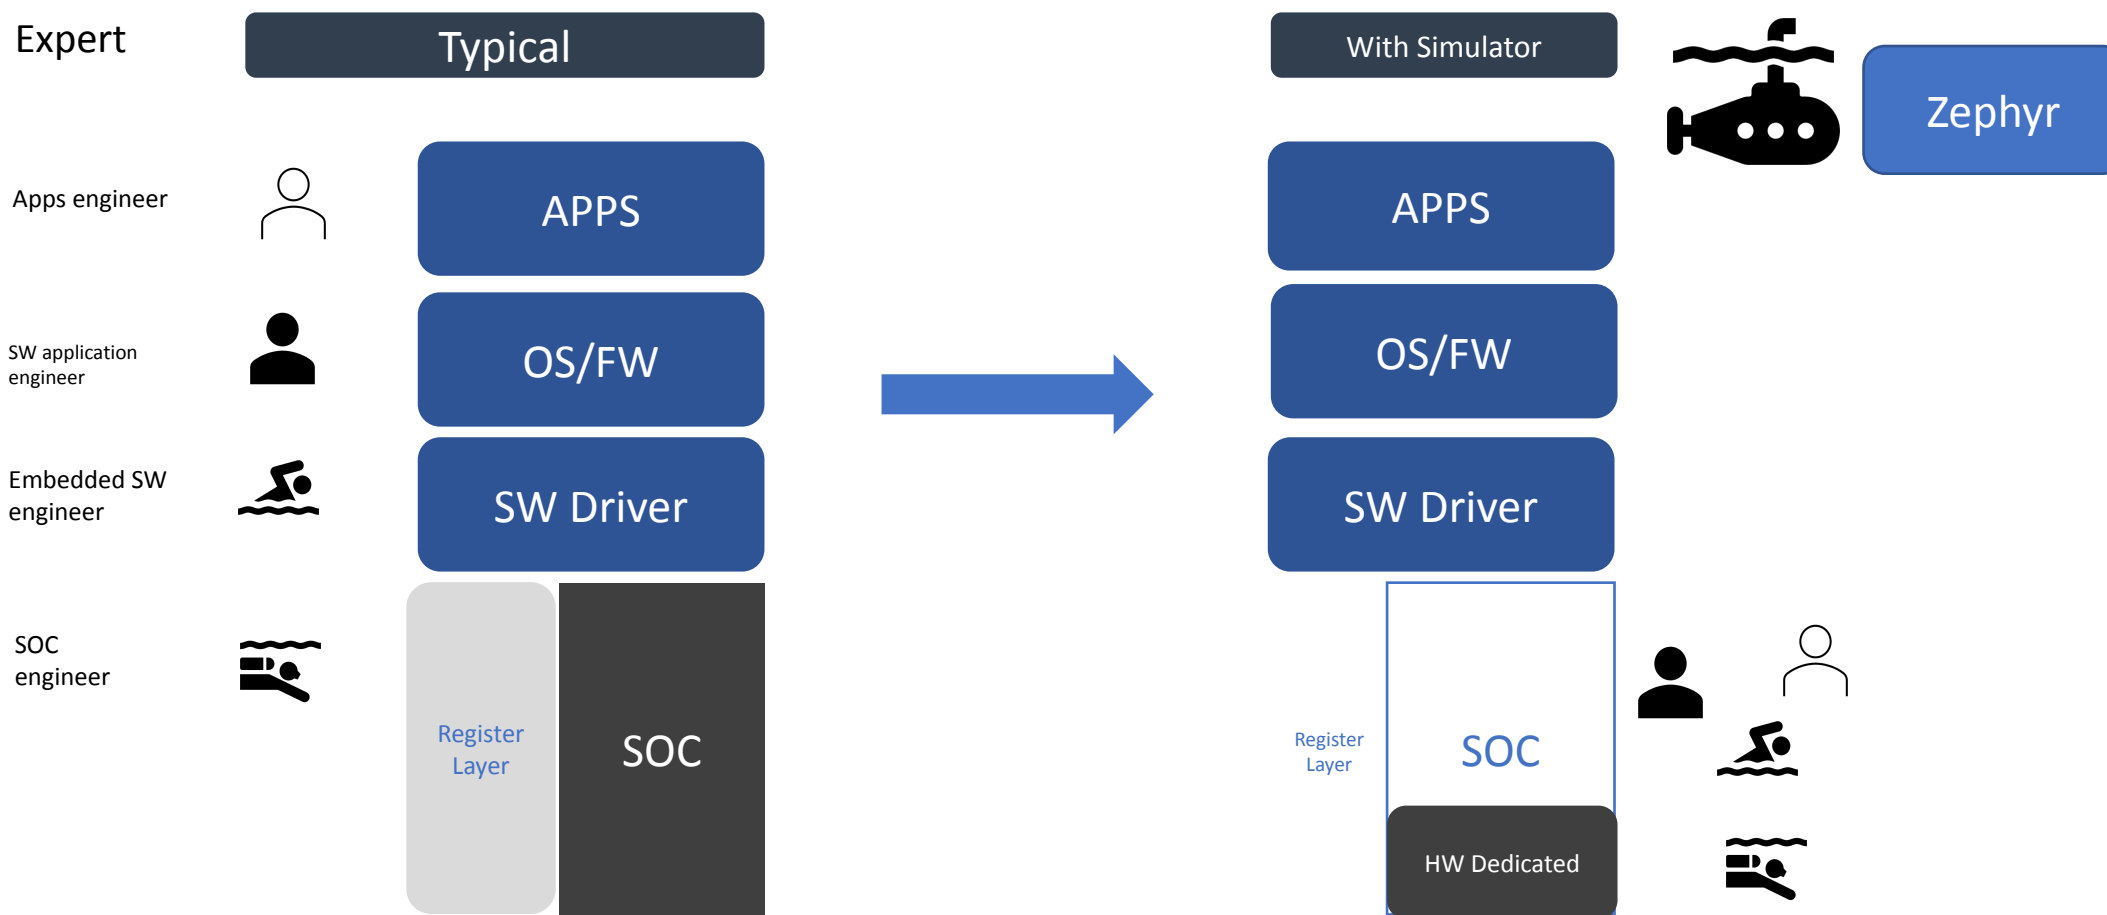 Expert
Typical
With Simulator
Zephyr
Apps engineer
APPS
APPS
SW application
engineer
OS/FW
OS/FW
Embedded SW
engineer
SW Driver
SW Driver
SOC
engineer
Register
Layer
SOC
Register
Layer
SOC
HW Dedicated